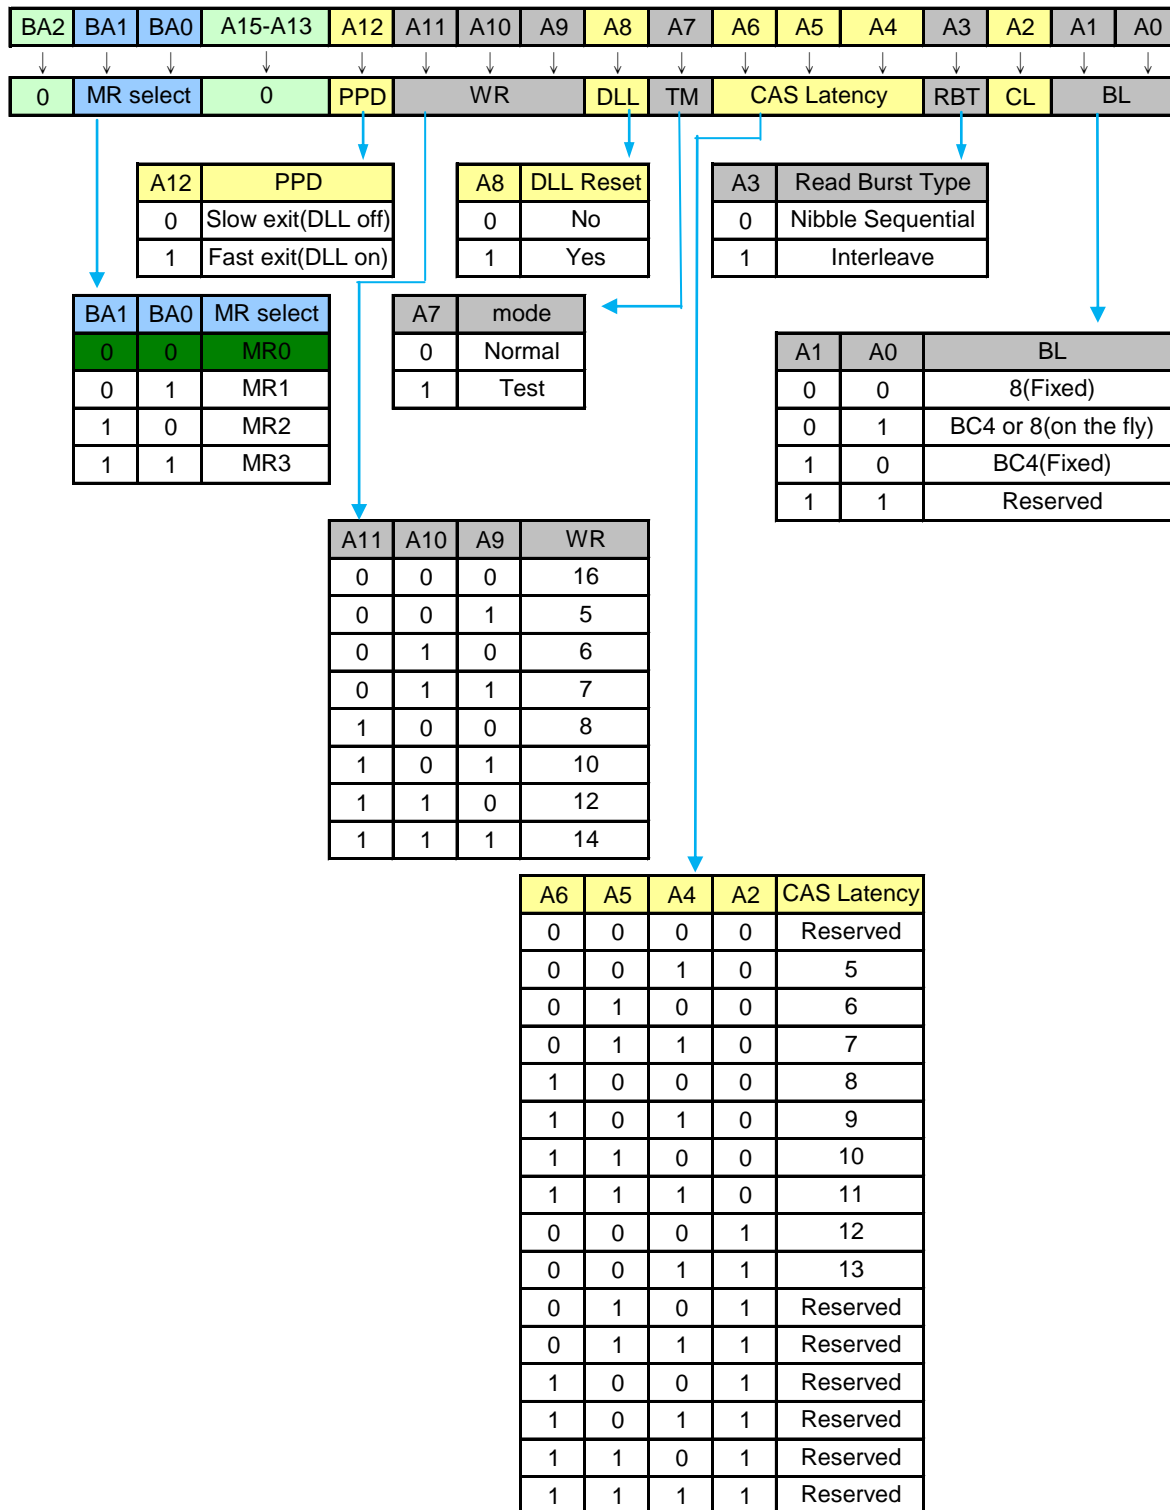 BA2 BA1 BA0 A15-A13 A12 A11 A10 A9 A8 A7 A6 A5 A4 A3 A2 A1 A0
0 MR select 0 PPD WR DLL TM CAS Latency RBT CL BL
A12 PPD
0 Slow exit(DLL off)
1 Fast exit(DLL on)
A8 DLL Reset
0 No
1 Yes
A3 Read Burst Type
0 Nibble Sequential
1 Interleave
BA1 BA0 MR select
0 0 MR0
0 1 MR1
1 0 MR2
1 1 MR3
A7 mode
0 Normal
1 Test
A1 A0 BL
0 0 8(Fixed)
0 1 BC4 or 8(on the fly)
1 0 BC4(Fixed)
1 1 Reserved
A11 A10 A9 WR
0 0 0 16
0 0 1 5
0 1 0 6
0 1 1 7
1 0 0 8
1 0 1 10
1 1 0 12
1 1 1 14
A6 A5 A4 A2 CAS Latency
0 0 0 0 Reserved
0 0 1 0 5
0 1 0 0 6
0 1 1 0 7
1 0 0 0 8
1 0 1 0 9
1 1 0 0 10
1 1 1 0 11
0 0 0 1 12
0 0 1 1 13
0 1 0 1 Reserved
0 1 1 1 Reserved
1 0 0 1 Reserved
1 0 1 1 Reserved
1 1 0 1 Reserved
1 1 1 1 Reserved